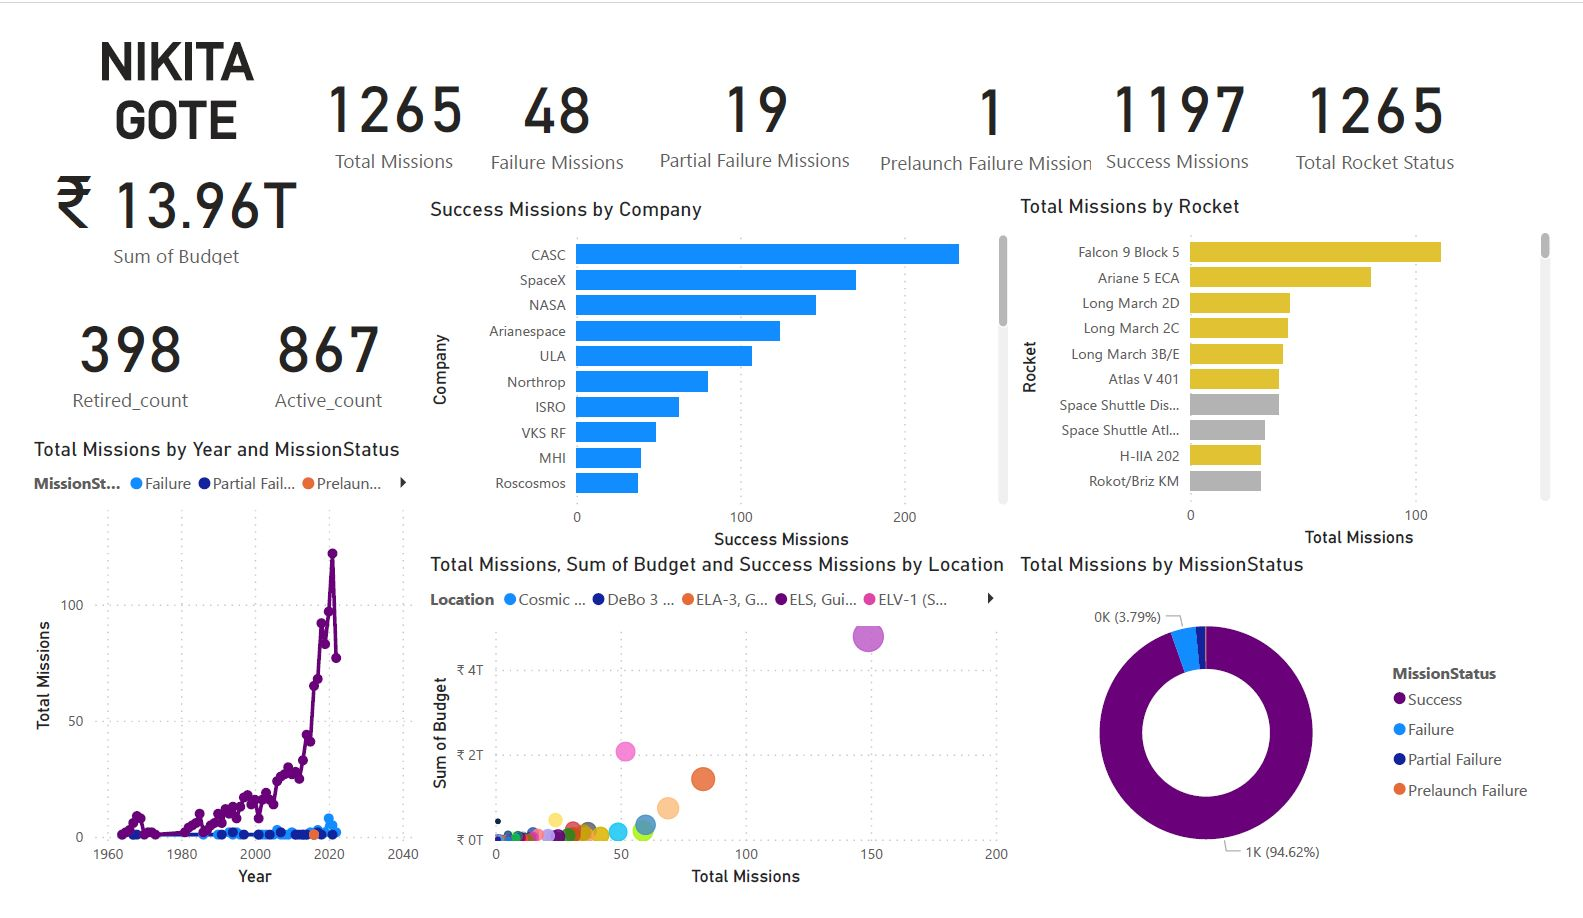 NIKITA
GOTE
1265
Total Missions
48
Failure Missions
19
Partial Failure Missions
1
Prelaunch Failure Mission
1197
Success Missions
1265
Total Rocket Status
₹ 13.96T
Sum of Budget
398
Retired_count
867
Active_count
Success Missions by Company
Company
CASC
SpaceX
NASA
Arianespace
ULA
Northrop
ISRO
VKS RF
MHI
Roscosmos
0 100 200
Success Missions
Total Missions by Rocket
Rocket
Falcon 9 Block 5
Ariane 5 ECA
Long March 2D
Long March 2C
Long March 3B/E
Atlas V 401
Space Shuttle Dis...
Space Shuttle Atl...
H-IIA 202
Rokot/Briz KM
0 100
Total Missions
Total Missions by Year and MissionStatus
MissionSt... Failure Partial Fail... Prelaun...
Total Missions
100
50
0
1960 1980 2000 2020 2040
Year
Total Missions, Sum of Budget and Success Missions by Location
Location Cosmic ... DeBo 3 ... ELA-3, G... ELS, Gui... ELV-1 (S...
Sum of Budget
₹ 4T
₹ 2T
₹ 0T
0 50 100 150 200
Total Missions
Total Missions by MissionStatus
0K (3.79%)
1K (94.62%)
MissionStatus
Success
Failure
Partial Failure
Prelaunch Failure